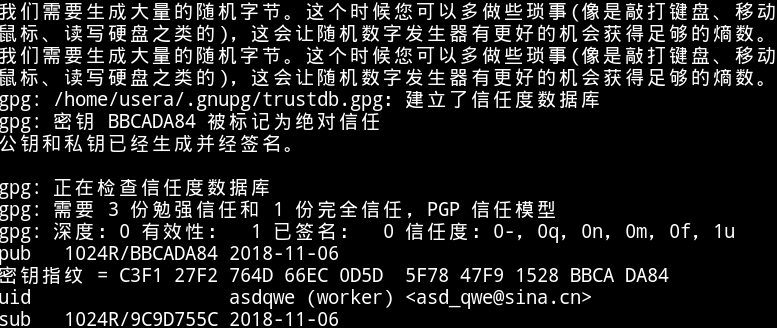 我们需要生成大量的随机字节。这个时候您可以多做些琐事(像是敲打键盘、移动
鼠标、读写硬盘之类的)，这会让随机数字发生器有更好的机会获得足够的熵数。
我们需要生成大量的随机字节。这个时候您可以多做些琐事(像是敲打键盘、移动
鼠标、读写硬盘之类的)，这会让随机数字发生器有更好的机会获得足够的熵数。
gpg: /home/usera/.gnupg/trustdb.gpg: 建立了信任度数据库
gpg: 密钥 BBCADA84 被标记为绝对信任
公钥和私钥已经生成并经签名。
gpg: 正在检查信任度数据库
gpg: 需要 3 份勉强信任和 1 份完全信任, PGP 信任模型
gpg: 深度: 0 有效性:   1 已签名:   0 信任度: 0-, 0q, 0n, 0m, 0f, 1u
pub   1024R/BBCADA84 2018-11-06
密钥指纹 = C3F1 27F2 764D 66EC 0D5D  5F78 47F9 1528 BBCA DA84
uid                  asdqwe (worker) <asd_qwe@sina.cn>
sub   1024R/9C9D755C 2018-11-06